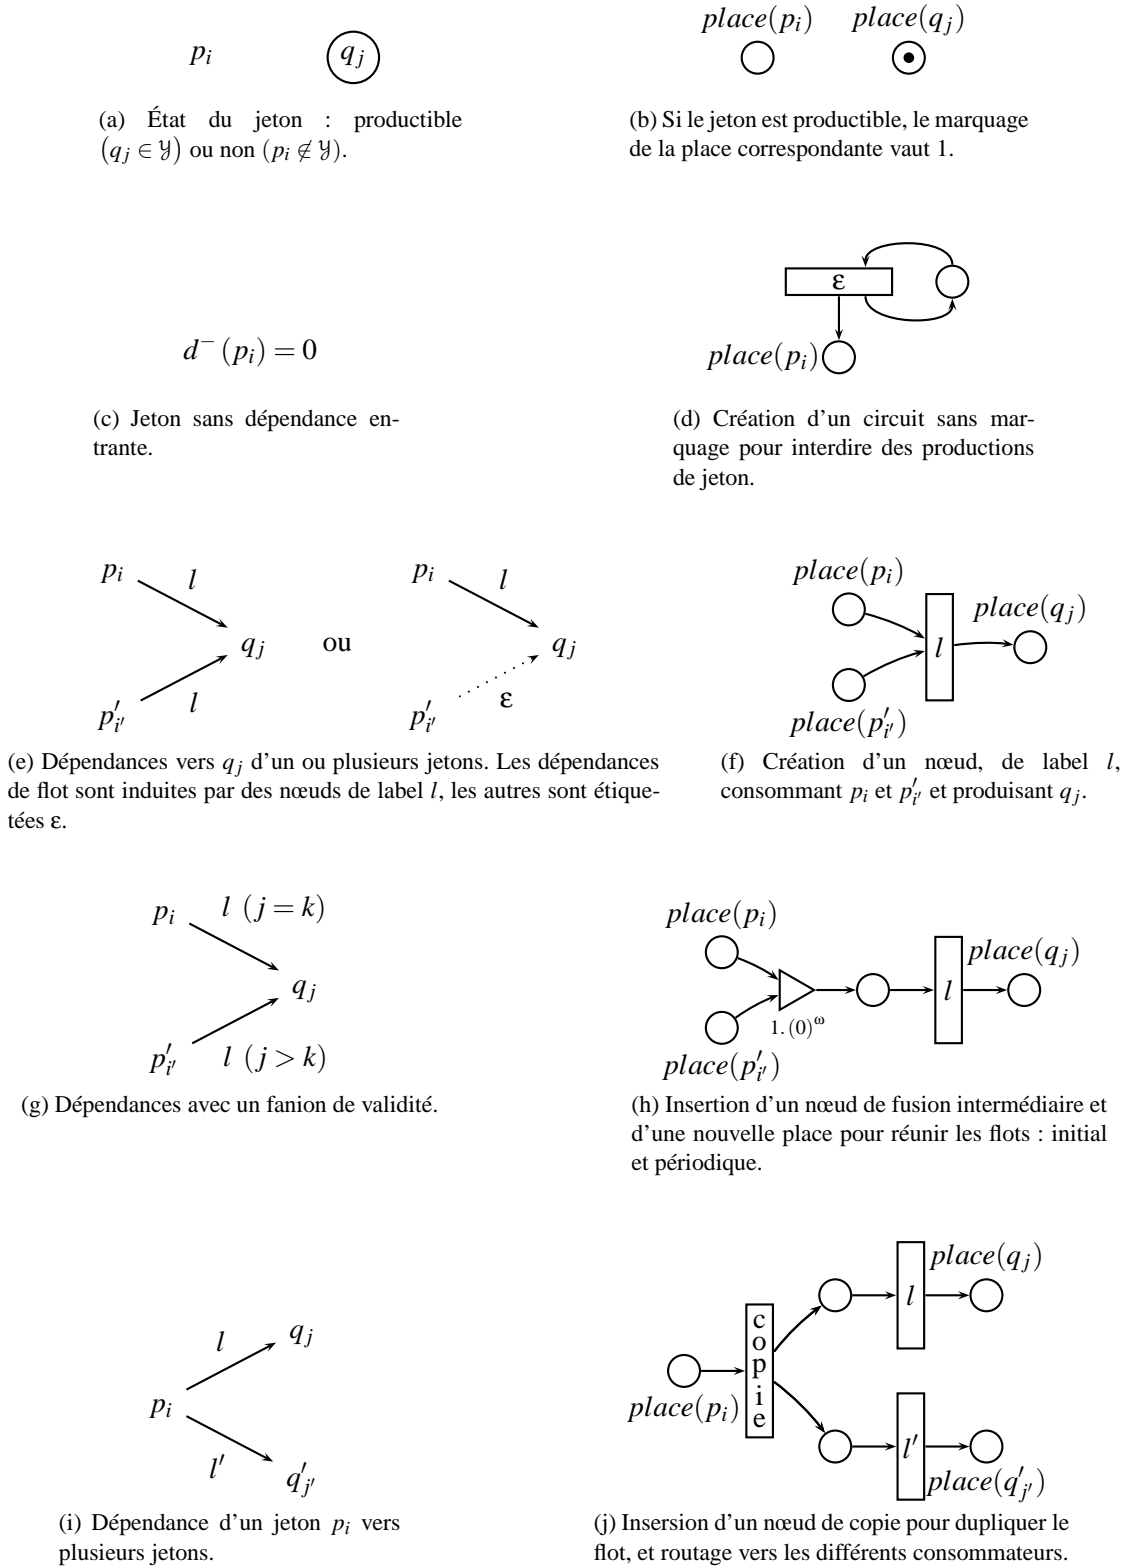 p_i q_j
place(p_i) place(q_j)
(a) État du jeton : productible
(q_j ∈ 𝒴) ou non (p_i ∉ 𝒴).
(b) Si le jeton est productible, le marquage
de la place correspondante vaut 1.
d⁻(p_i) = 0
ε
place(p_i)
(c) Jeton sans dépendance en-
trante.
(d) Création d'un circuit sans mar-
quage pour interdire des productions
de jeton.
p_i l
q_j
p'_{i'} l
ou
p_i l
q_j
p'_{i'} ε
place(p_i)
place(q_j)
l
place(p'_{i'})
(e) Dépendances vers q_j d'un ou plusieurs jetons. Les dépendances
de flot sont induites par des nœuds de label l, les autres sont étique-
tées ε.
(f) Création d'un nœud, de label l,
consommant p_i et p'_{i'} et produisant q_j.
p_i l (j = k)
q_j
p'_{i'} l (j > k)
place(p_i)
place(q_j)
l
1.(0)^ω
place(p'_{i'})
(g) Dépendances avec un fanion de validité.
(h) Insertion d'un nœud de fusion intermédiaire et
d'une nouvelle place pour réunir les flots : initial
et périodique.
l q_j
p_i
l' q'_{j'}
place(q_j)
l
copie
place(p_i)
l'
place(q'_{j'})
(i) Dépendance d'un jeton p_i vers
plusieurs jetons.
(j) Insersion d'un nœud de copie pour dupliquer le
flot, et routage vers les différents consommateurs.